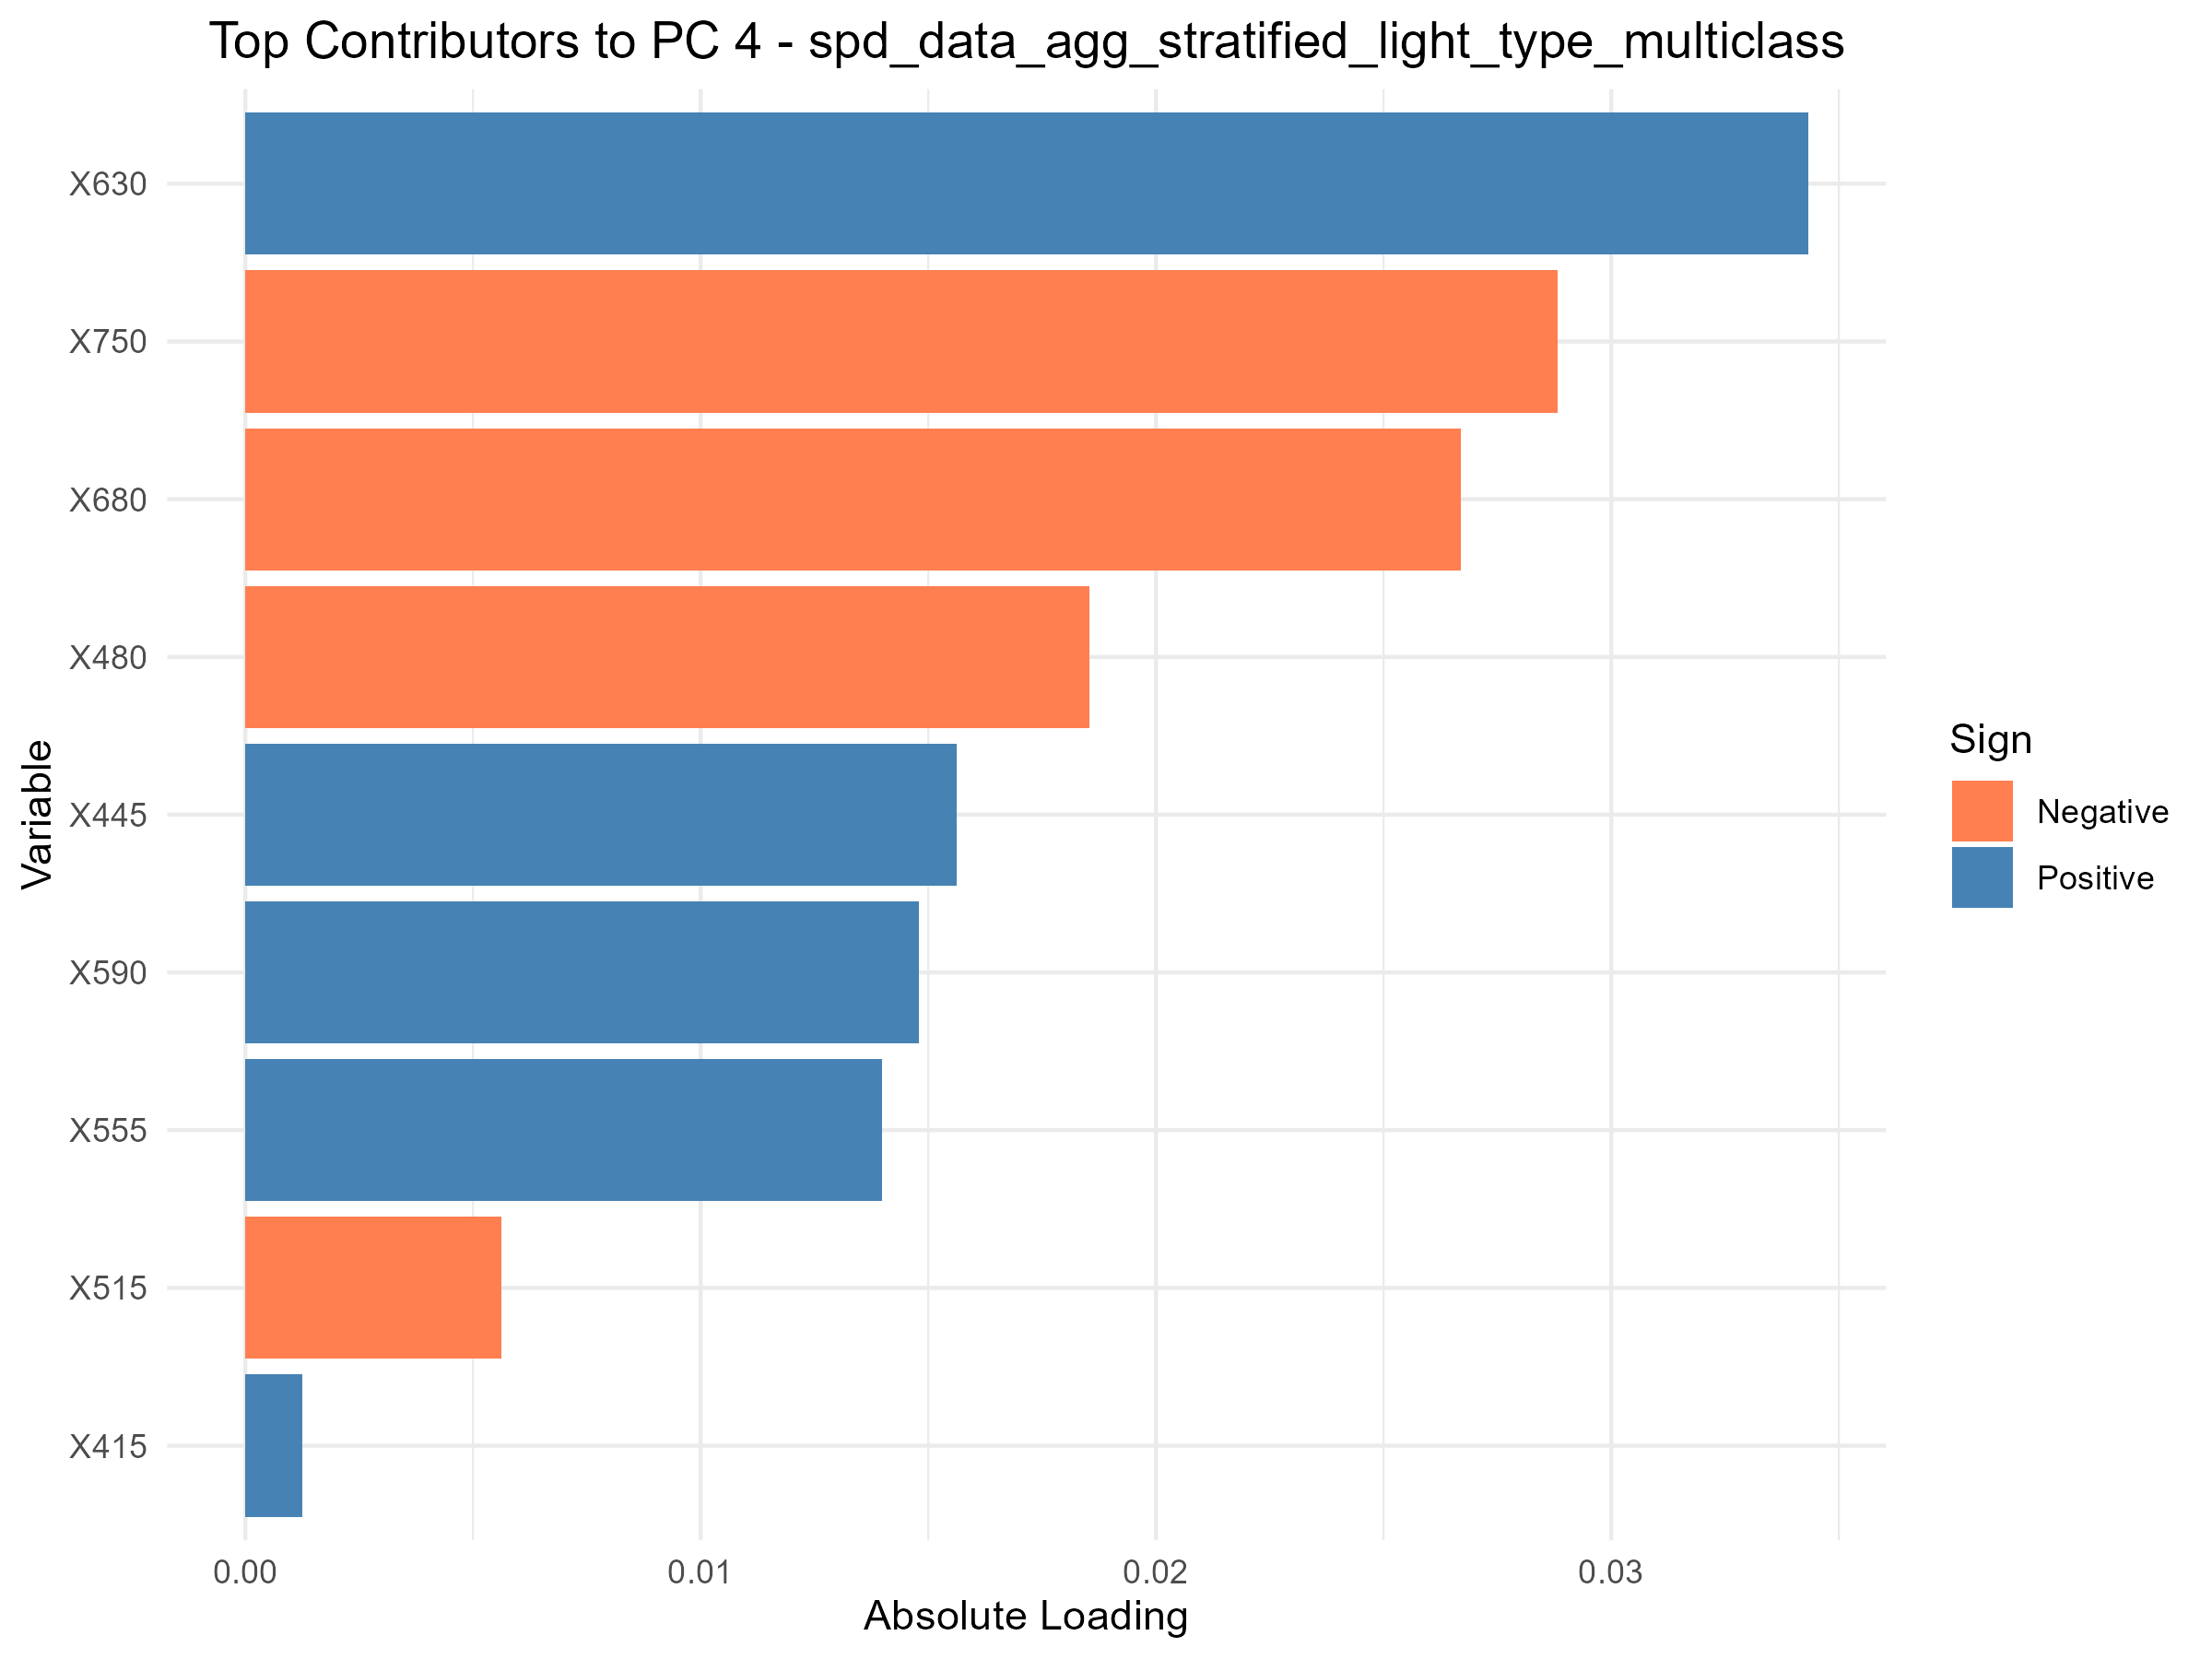 Top Contributors to PC 4 - spd_data_agg_stratified_light_type_multiclass
X630
X750
X680
X480
X445
X590
X555
X515
X415
Variable
0.00 0.01 0.02 0.03
Absolute Loading
Sign
Negative
Positive